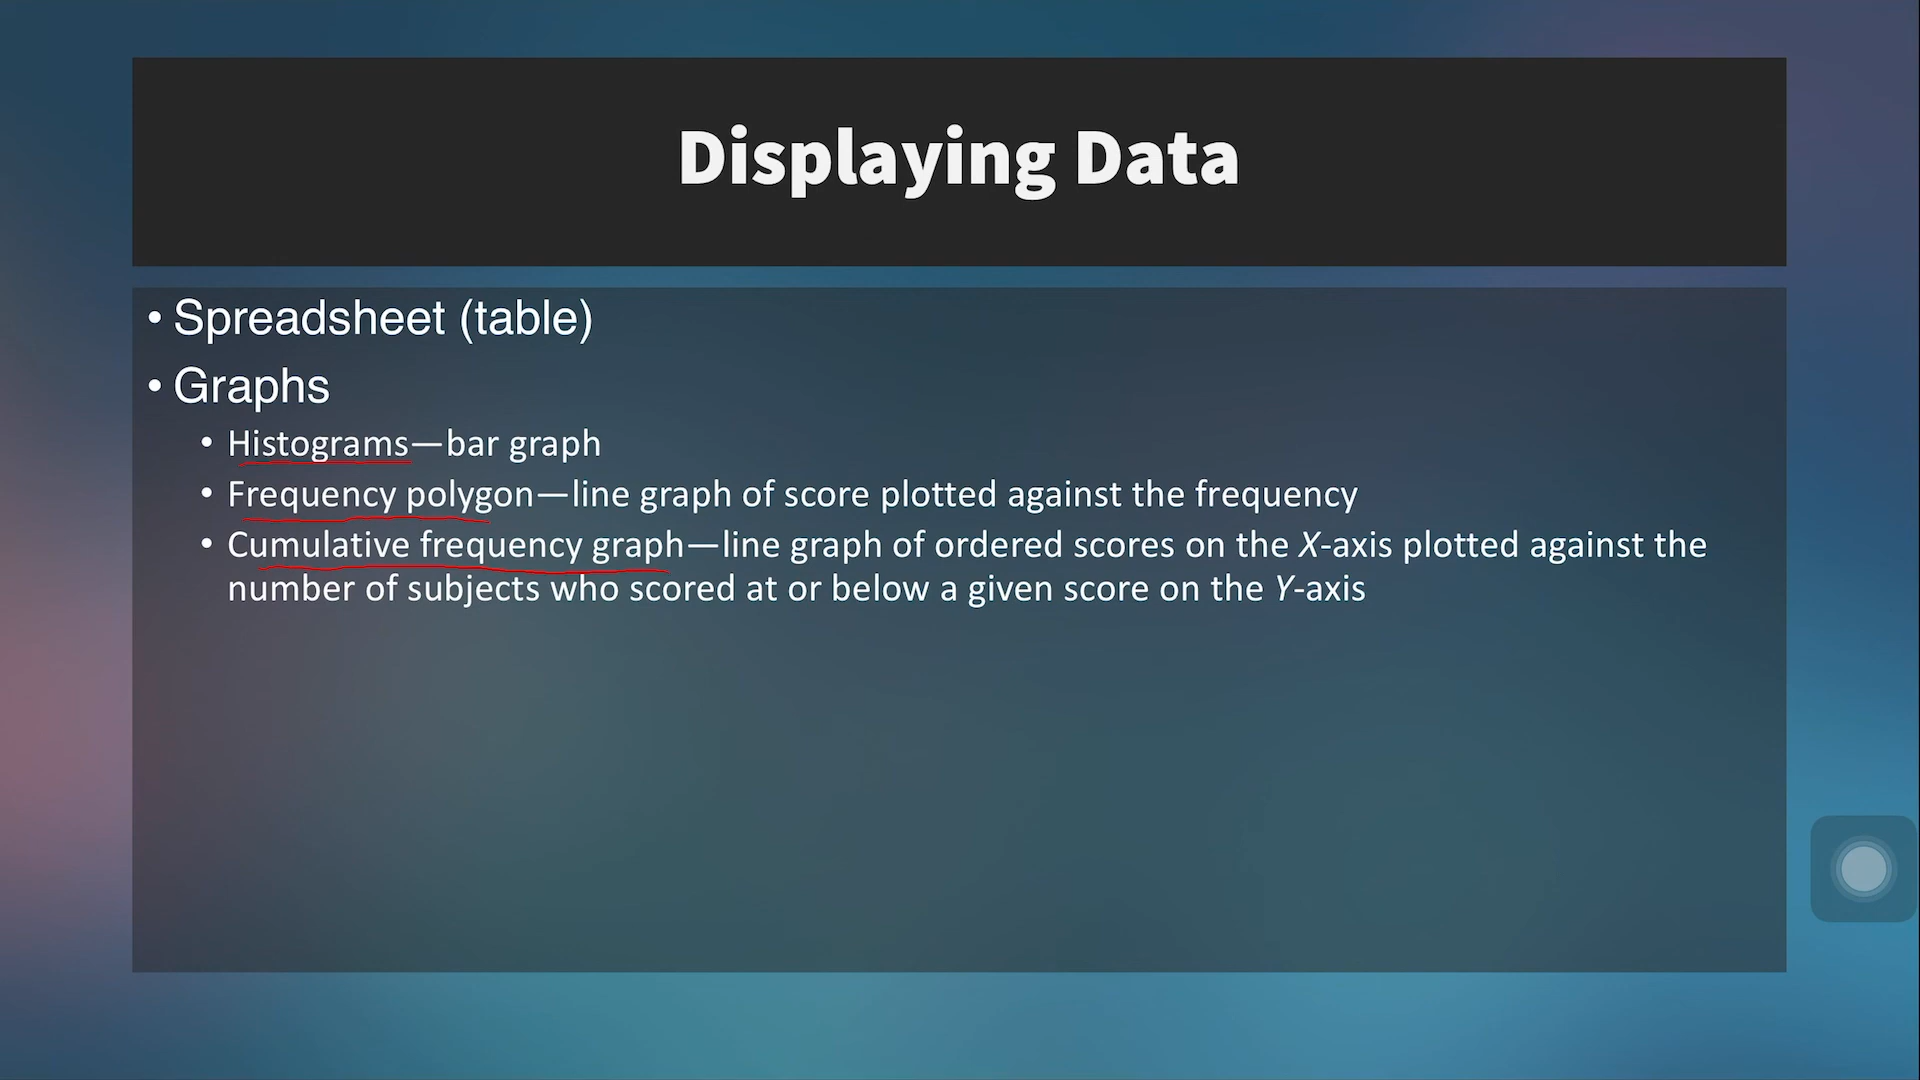 Displaying Data
• Spreadsheet (table)
• Graphs
• Histograms—bar graph
• Frequency polygon—line graph of score plotted against the frequency
• Cumulative frequency graph—line graph of ordered scores on the X-axis plotted against the
number of subjects who scored at or below a given score on the Y-axis